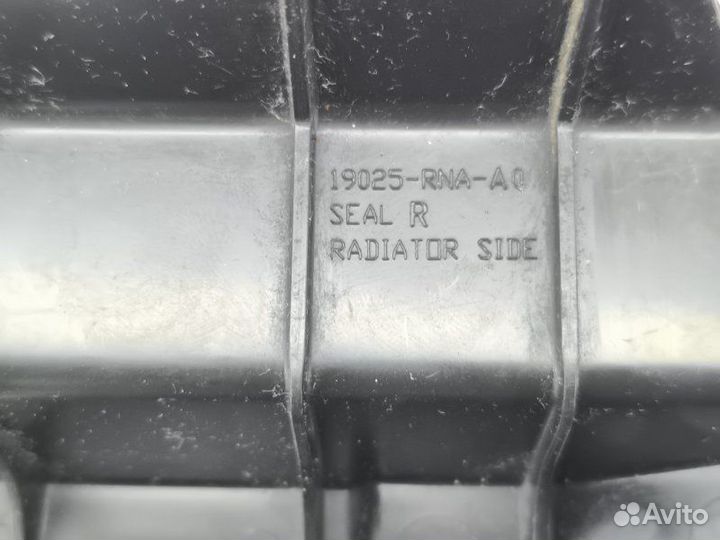 19025-RNA-A0
SEAL R
RADIATOR SIDE
Avito